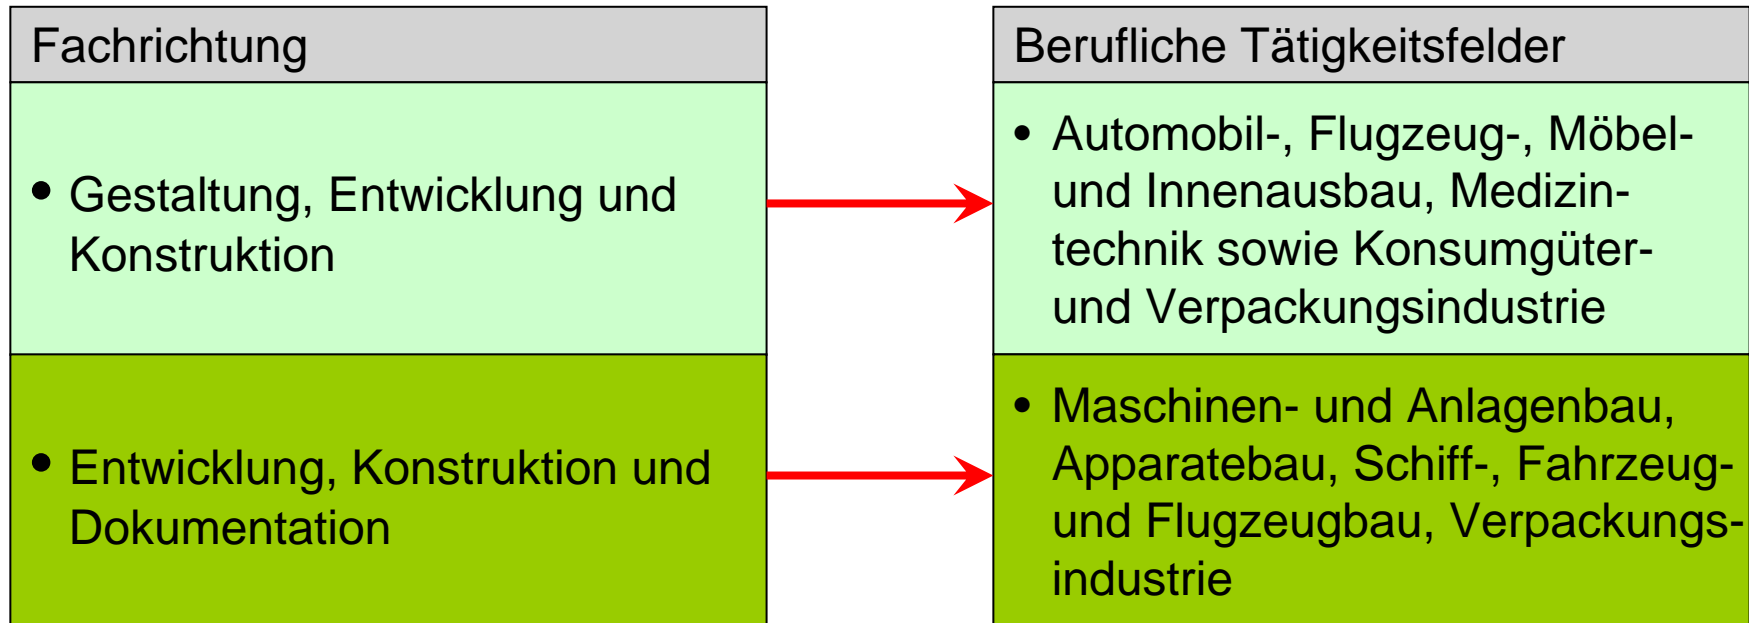 Fachrichtung
• Gestaltung, Entwicklung und
Konstruktion
• Entwicklung, Konstruktion und
Dokumentation
Berufliche Tätigkeitsfelder
• Automobil-, Flugzeug-, Möbel-
und Innenausbau, Medizin-
technik sowie Konsumgüter-
und Verpackungsindustrie
• Maschinen- und Anlagenbau,
Apparatebau, Schiff-, Fahrzeug-
und Flugzeugbau, Verpackungs-
industrie